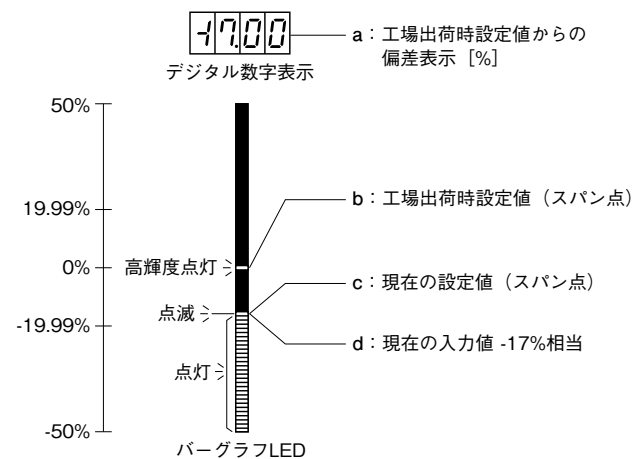 -17.00
a：工場出荷時設定値からの
偏差表示［%］
デジタル数字表示
50%
19.99%
b：工場出荷時設定値（スパン点）
0%
高輝度点灯
c：現在の設定値（スパン点）
点滅
-19.99%
d：現在の入力値 -17%相当
点灯
-50%
バーグラフLED